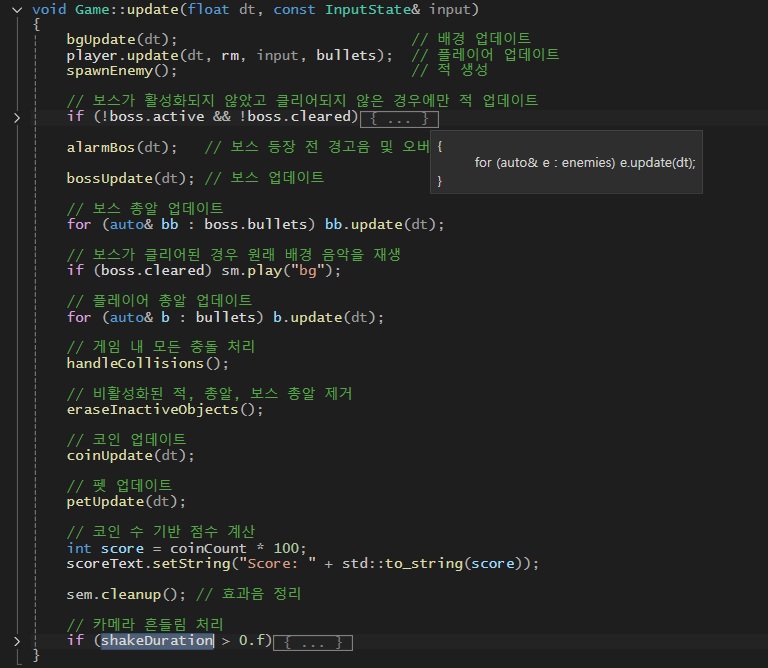 void Game::update(float dt, const InputState& input)
{
bgUpdate(dt); // 배경 업데이트
player.update(dt, rm, input, bullets); // 플레이어 업데이트
spawnEnemy(); // 적 생성
// 보스가 활성화되지 않았고 클리어되지 않은 경우에만 적 업데이트
if (!boss.active && !boss.cleared) { ... }
alarmBos(dt); // 보스 등장 전 경고음 및 오버
{
for (auto& e : enemies) e.update(dt);
}
bossUpdate(dt); // 보스 업데이트
// 보스 총알 업데이트
for (auto& bb : boss.bullets) bb.update(dt);
// 보스가 클리어된 경우 원래 배경 음악을 재생
if (boss.cleared) sm.play("bg");
// 플레이어 총알 업데이트
for (auto& b : bullets) b.update(dt);
// 게임 내 모든 충돌 처리
handleCollisions();
// 비활성화된 적, 총알, 보스 총알 제거
eraseInactiveObjects();
// 코인 업데이트
coinUpdate(dt);
// 펫 업데이트
petUpdate(dt);
// 코인 수 기반 점수 계산
int score = coinCount * 100;
scoreText.setString("Score: " + std::to_string(score));
sem.cleanup(); // 효과음 정리
// 카메라 흔들림 처리
if (shakeDuration > 0.f) { ... }
}